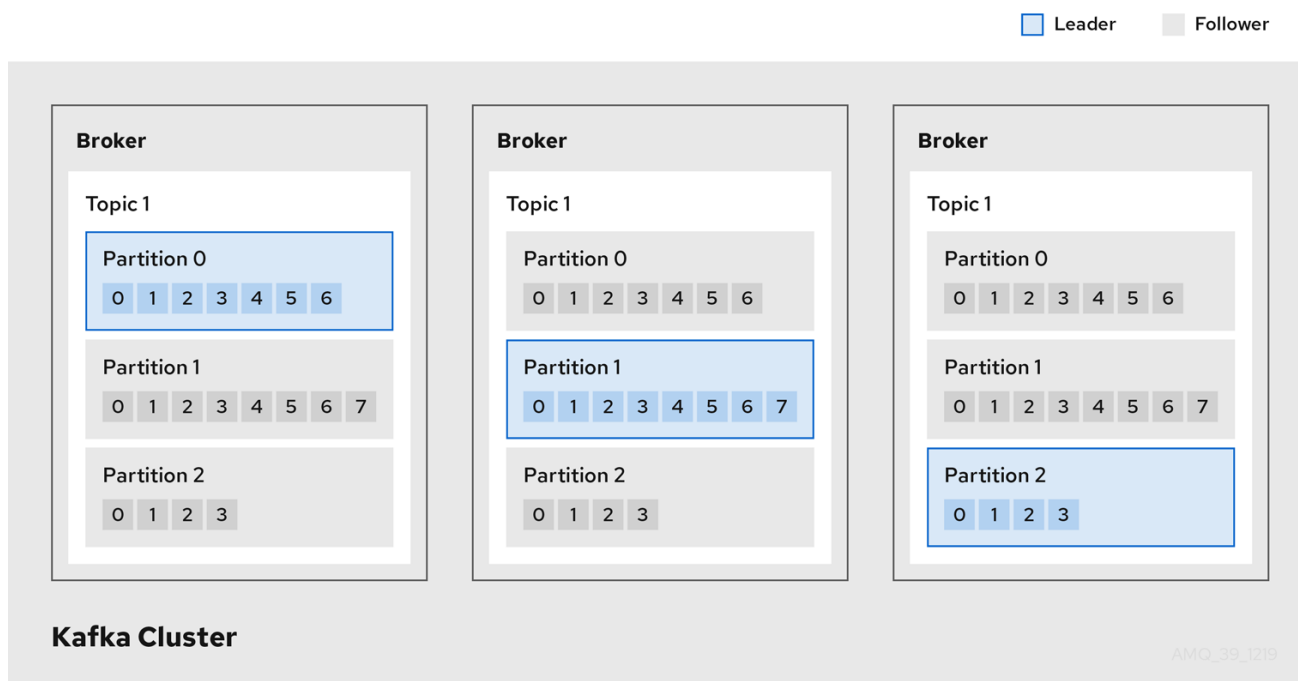 Leader Follower
Broker
Topic 1
Partition 0
0 1 2 3 4 5 6
Partition 1
0 1 2 3 4 5 6 7
Partition 2
0 1 2 3
Broker
Topic 1
Partition 0
0 1 2 3 4 5 6
Partition 1
0 1 2 3 4 5 6 7
Partition 2
0 1 2 3
Broker
Topic 1
Partition 0
0 1 2 3 4 5 6
Partition 1
0 1 2 3 4 5 6 7
Partition 2
0 1 2 3
Kafka Cluster
AMQ_39_1219